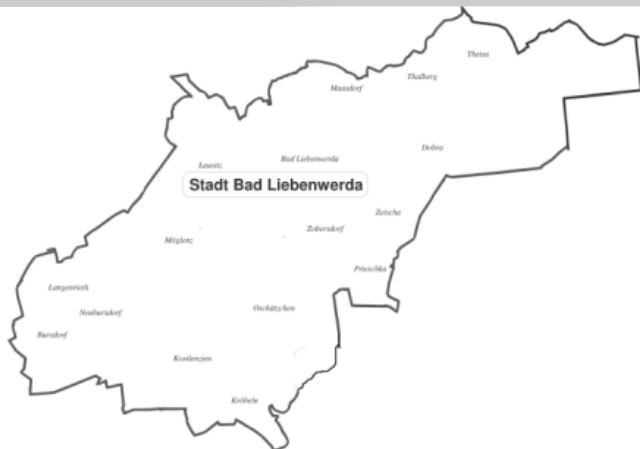 Theisa
Thalberg
Maasdorf
Dobra
Bad Liebenwerda
Lausitz
Stadt Bad Liebenwerda
Zeischa
Zobersdorf
Möglenz
Prieschka
Langenrieth
Oschätzchen
Neuburxdorf
Burxdorf
Kosilenzien
Kröbeln